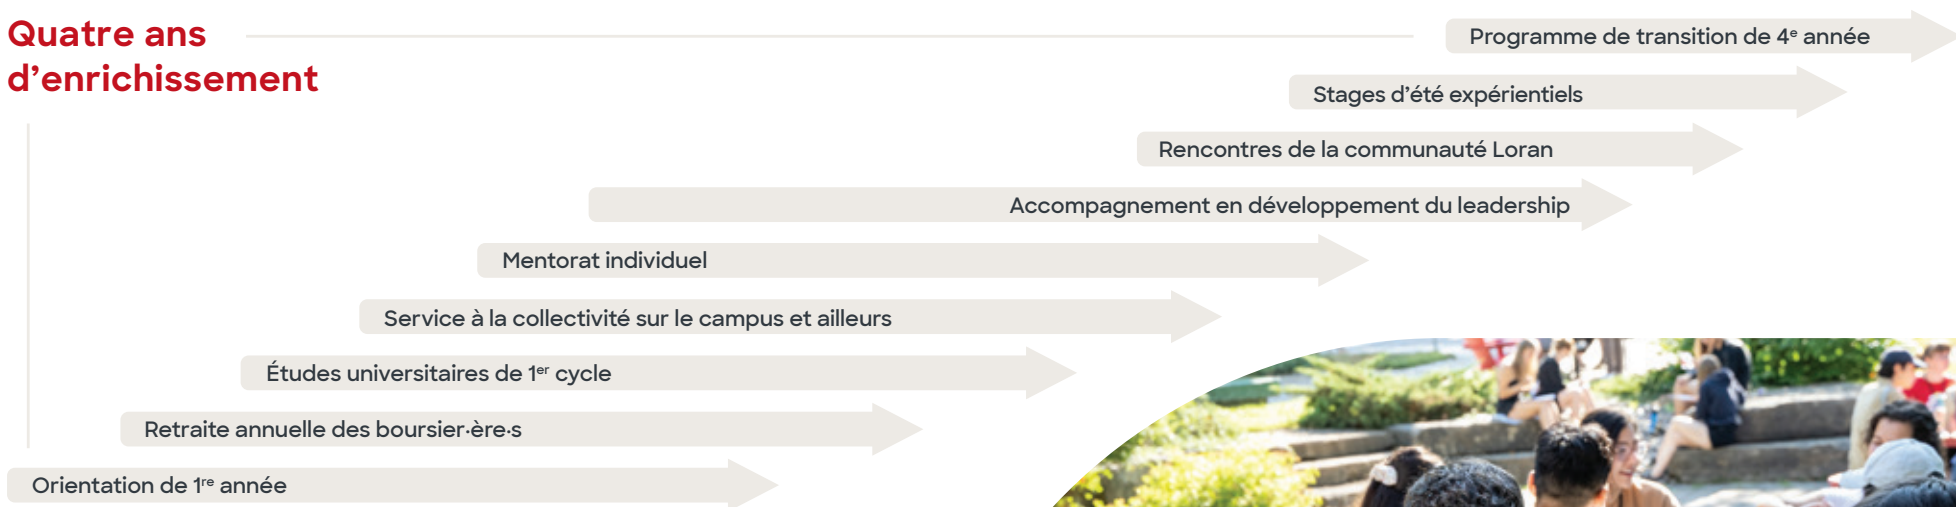 Quatre ans
d’enrichissement
Programme de transition de 4ᵉ année
Stages d’été expérientiels
Rencontres de la communauté Loran
Accompagnement en développement du leadership
Mentorat individuel
Service à la collectivité sur le campus et ailleurs
Études universitaires de 1ᵉʳ cycle
Retraite annuelle des boursier·ère·s
Orientation de 1ʳᵉ année